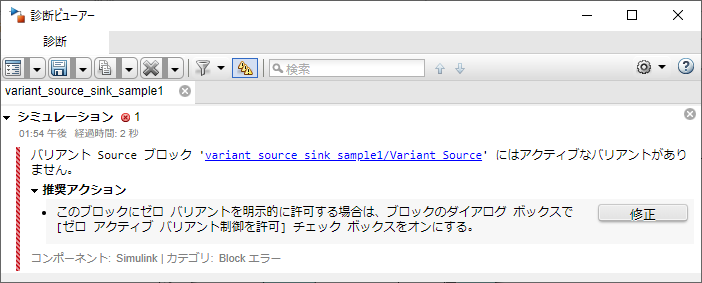 診断ビューアー
診断
検索
variant_source_sink_sample1
シミュレーション 1
01:54 午後 経過時間: 2 秒
バリアント Source ブロック 'variant_source_sink_sample1/Variant Source' にはアクティブなバリアントがあり
ません。
推奨アクション
• このブロックにゼロ バリアントを明示的に許可する場合は、ブロックのダイアログ ボックスで
修正
[ゼロ アクティブ バリアント制御を許可] チェック ボックスをオンにする。
コンポーネント: Simulink | カテゴリ: Block エラー